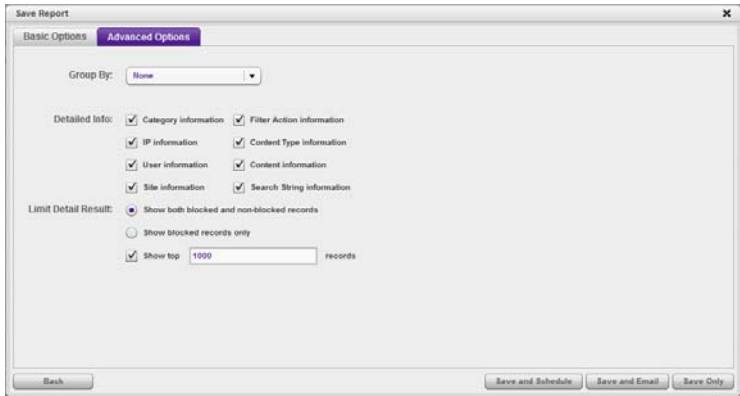 Save Report
Basic Options Advanced Options
Group By: None
Detailed Info: Category information Filter Action information
IP information Content Type information
User information Content information
Site information Search String information
Limit Detail Result: Show both blocked and non-blocked records
Show blocked records only
Show top 1000 records
Back Save and Schedule Save and Email Save Only